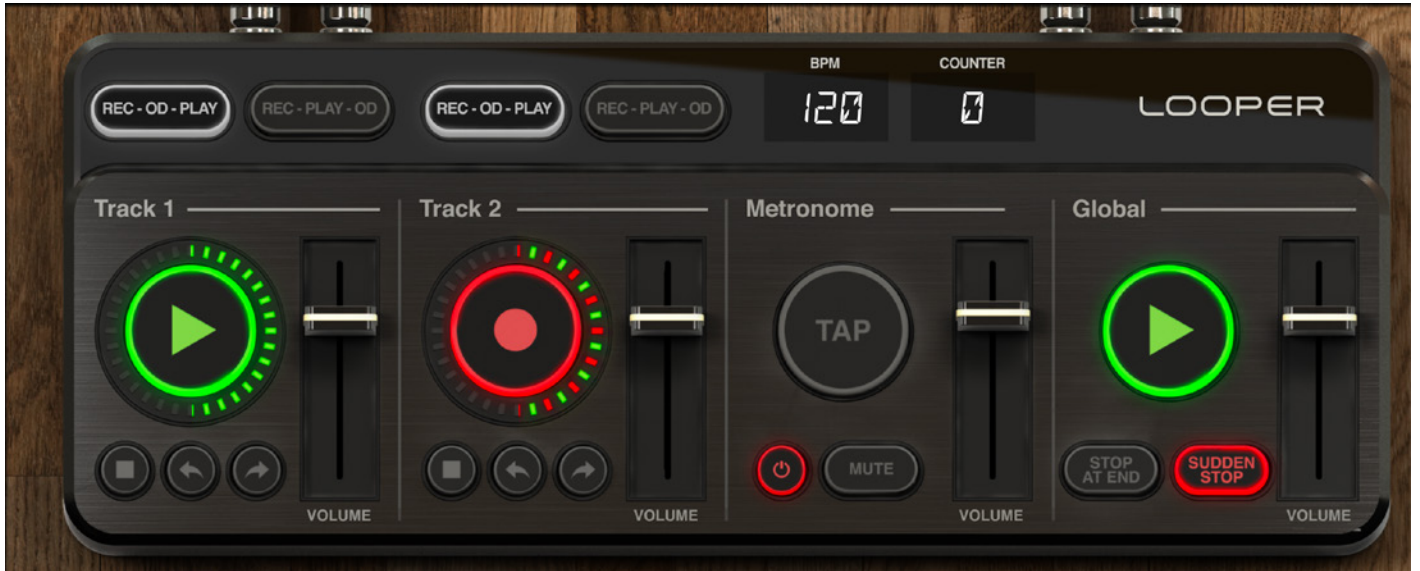 BPM
COUNTER
REC - OD - PLAY
REC - PLAY - OD
REC - OD - PLAY
REC - PLAY - OD
120
0
LOOPER
Track 1
Track 2
Metronome
Global
TAP
MUTE
STOP
AT END
SUDDEN
STOP
VOLUME
VOLUME
VOLUME
VOLUME